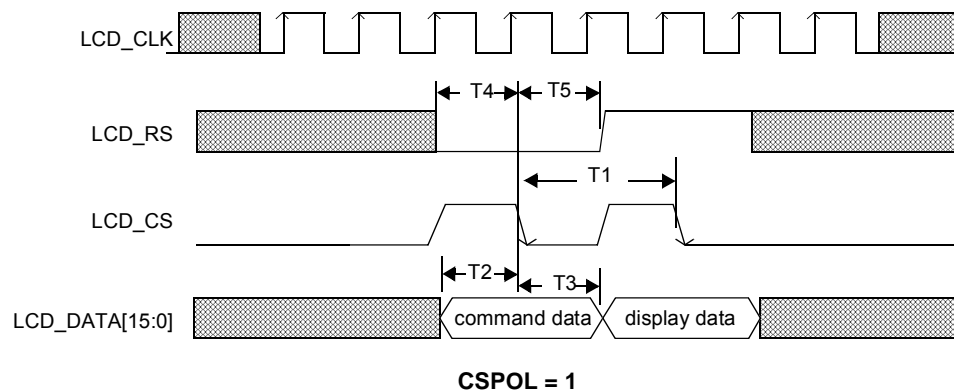 LCD_CLK
T4 T5
LCD_RS
T1
LCD_CS
T2 T3
LCD_DATA[15:0] command data display data
CSPOL = 1